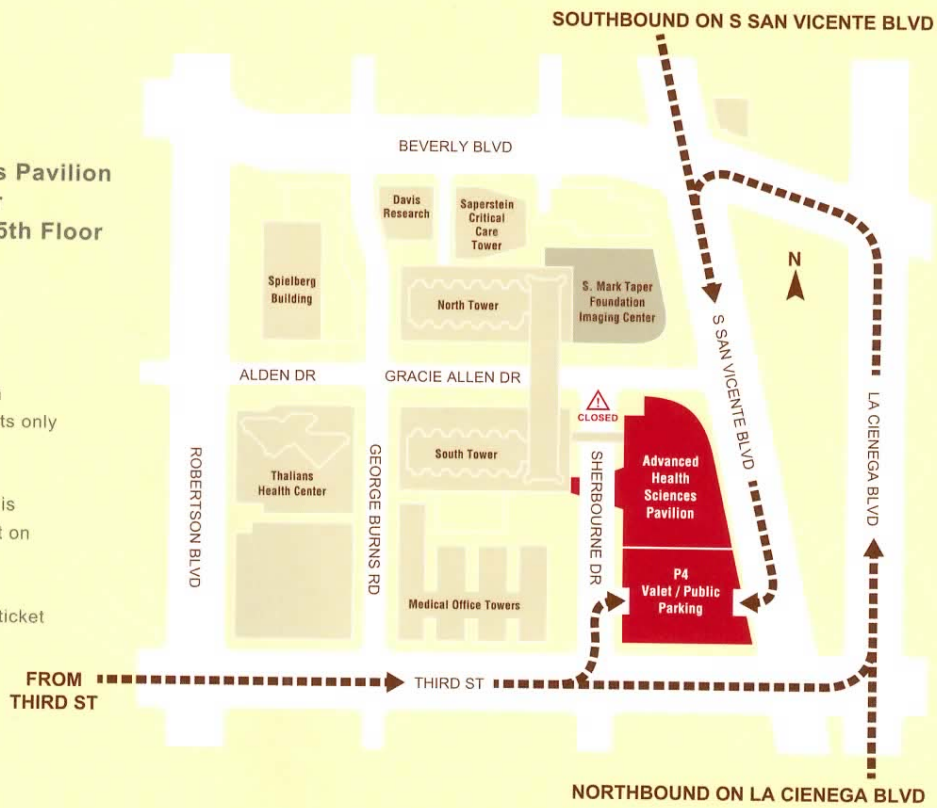 SOUTHBOUND ON S SAN VICENTE BLVD
s Pavilion
5th Floor
ts only
is
t on
ticket
BEVERLY BLVD
Davis
Research
Saperstein
Critical
Care
Tower
Spielberg
Building
North Tower
S. Mark Taper
Foundation
Imaging Center
N
S SAN VICENTE BLVD
LA CIENEGA BLVD
ALDEN DR
GRACIE ALLEN DR
CLOSED
ROBERTSON BLVD
Thalians
Health Center
GEORGE BURNS RD
South Tower
SHERBOURNE DR
Advanced
Health
Sciences
Pavilion
Medical Office Towers
P4
Valet / Public
Parking
FROM
THIRD ST
THIRD ST
NORTHBOUND ON LA CIENEGA BLVD